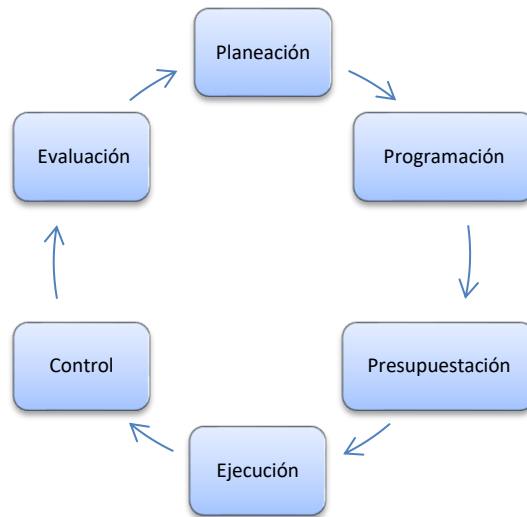 Planeación
Programación
Presupuestación
Ejecución
Control
Evaluación